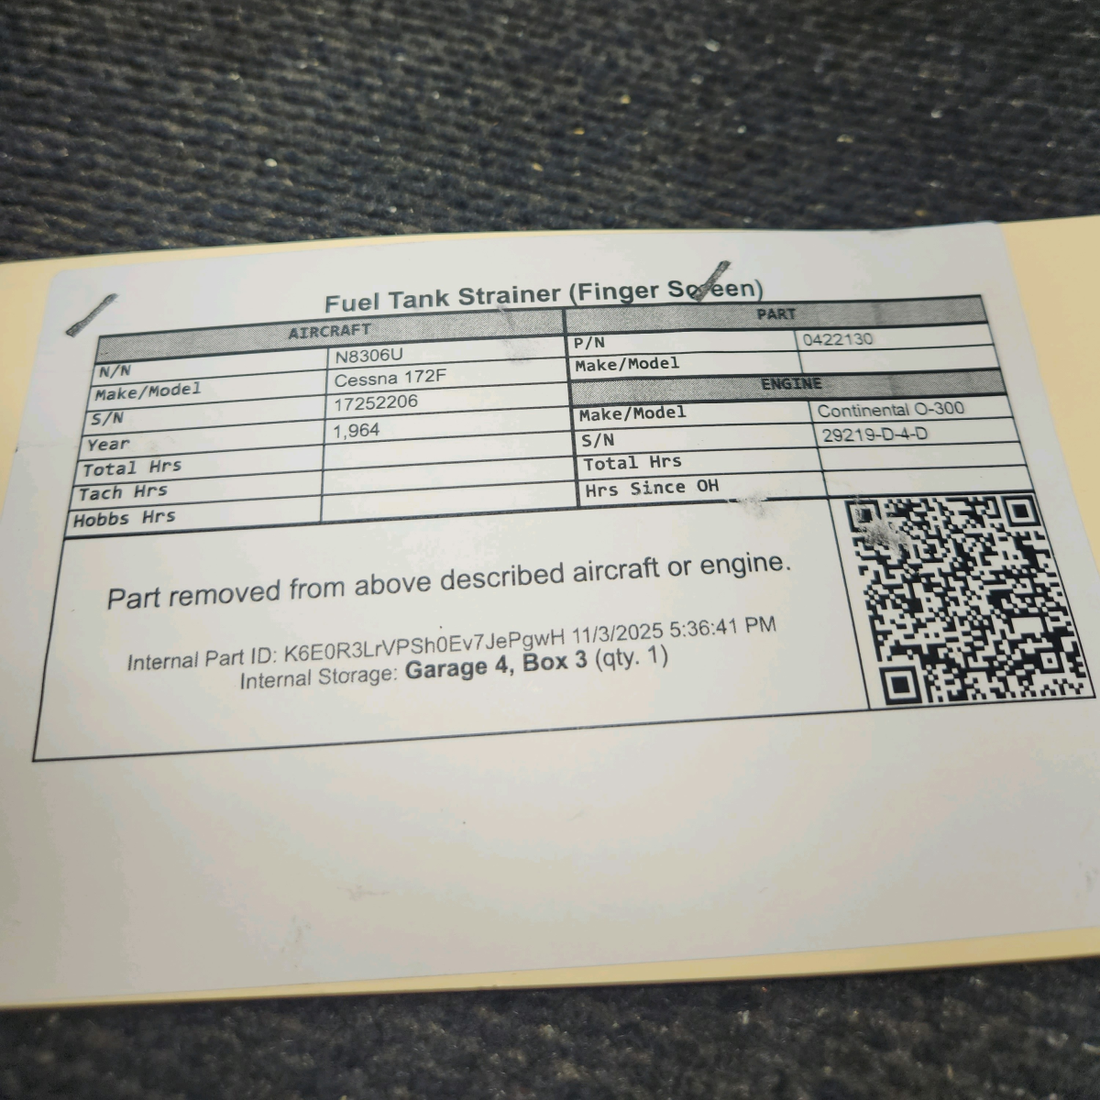 Fuel Tank Strainer (Finger Screen)
AIRCRAFT
N/N N8306U
Make/Model Cessna 172F
S/N 17252206
Year 1,964
Total Hrs
Tach Hrs
Hobbs Hrs
PART
P/N 0422130
Make/Model
ENGINE
Make/Model Continental O-300
S/N 29219-D-4-D
Total Hrs
Hrs Since OH
Part removed from above described aircraft or engine.
Internal Part ID: K6E0R3LrVPSh0Ev7JePgwH 11/3/2025 5:36:41 PM
Internal Storage: Garage 4, Box 3 (qty. 1)